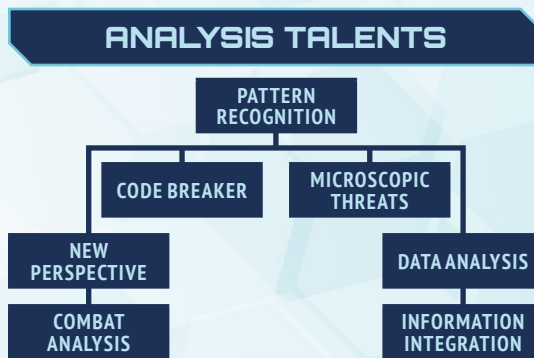 ANALYSIS TALENTS
PATTERN
RECOGNITION
CODE BREAKER
MICROSCOPIC
THREATS
NEW
PERSPECTIVE
DATA ANALYSIS
COMBAT
ANALYSIS
INFORMATION
INTEGRATION